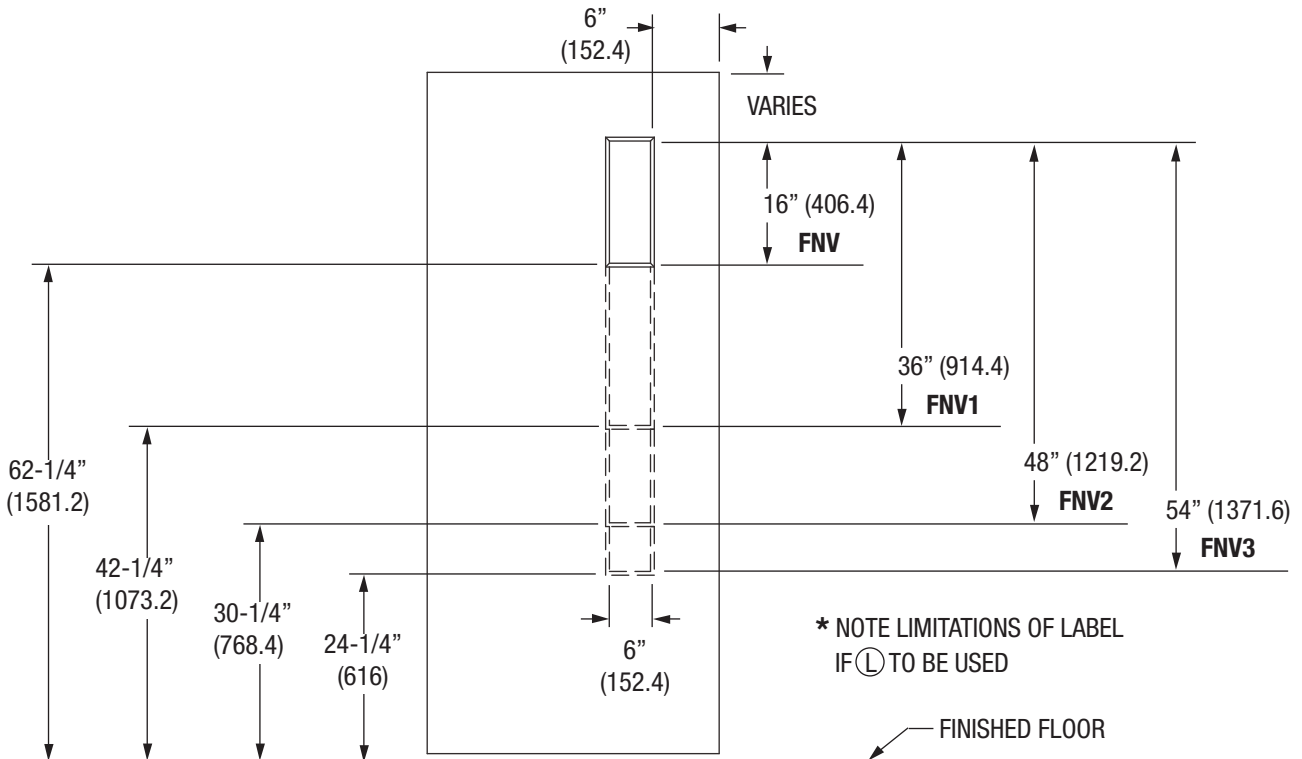 6”
(152.4)
VARIES
16” (406.4)
FNV
36” (914.4)
FNV1
48” (1219.2)
FNV2
54” (1371.6)
FNV3
62-1/4”
(1581.2)
42-1/4”
(1073.2)
30-1/4”
(768.4)
24-1/4”
(616)
6”
(152.4)
* NOTE LIMITATIONS OF LABEL
IF Ⓛ TO BE USED
FINISHED FLOOR